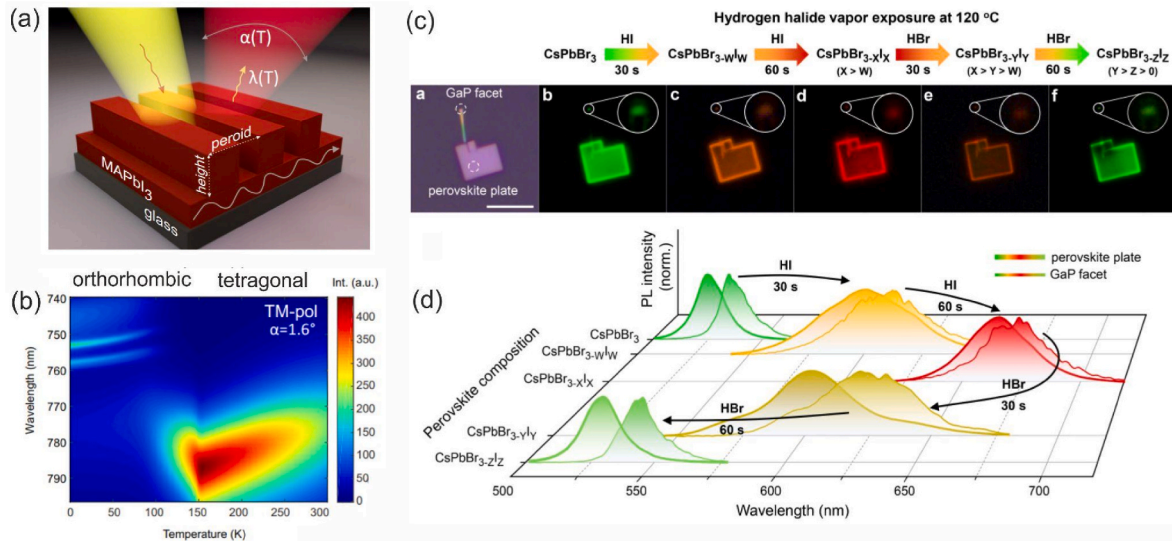 (a)
α(T)
λ(T)
peroid
height
MAPbI3
glass
(b)
orthorhombic tetragonal
Int. (a.u.)
TM-pol
α=1.6°
740
750
760
770
780
790
Wavelength (nm)
0 50 100 150 200 250 300
Temperature (K)
400
350
300
250
200
150
100
50
0
(c)
Hydrogen halide vapor exposure at 120 °C
CsPbBr3 HI CsPbBr3-WIW HI CsPbBr3-XIX HBr CsPbBr3-YIY HBr CsPbBr3-ZIZ
30 s 60 s (X > W) 30 s (X > Y > W) 60 s (Y > Z > 0)
a b c d e f
GaP facet
perovskite plate
(d)
PL intensity
(norm.)
perovskite plate
GaP facet
HI
30 s
HI
60 s
HBr
30 s
HBr
60 s
Perovskite composition
CsPbBr3
CsPbBr3-WIW
CsPbBr3-XIX
CsPbBr3-YIY
CsPbBr3-ZIZ
500 550 600 650 700
Wavelength (nm)